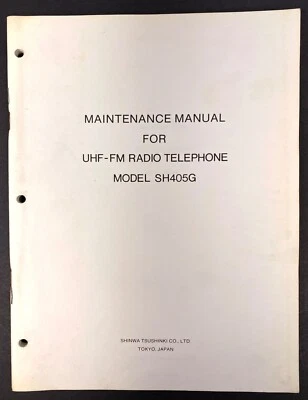 MAINTENANCE MANUAL
FOR
UHF-FM RADIO TELEPHONE
MODEL SH405G
SHINWA TSUSHINKI CO., LTD.
TOKYO, JAPAN